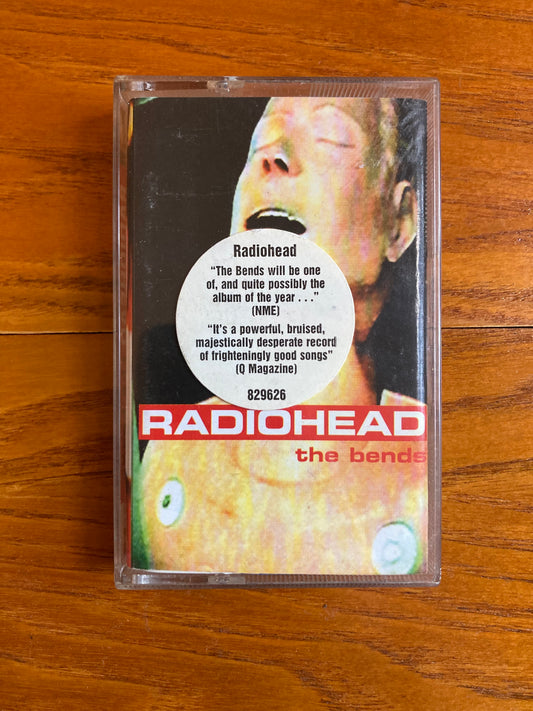 Radiohead
“The Bends will be one
of, and quite possibly the
album of the year . . .”
(NME)
“It's a powerful, bruised,
majestically desperate record
of frighteningly good songs”
(Q Magazine)
829626
RADIOHEAD
the bends